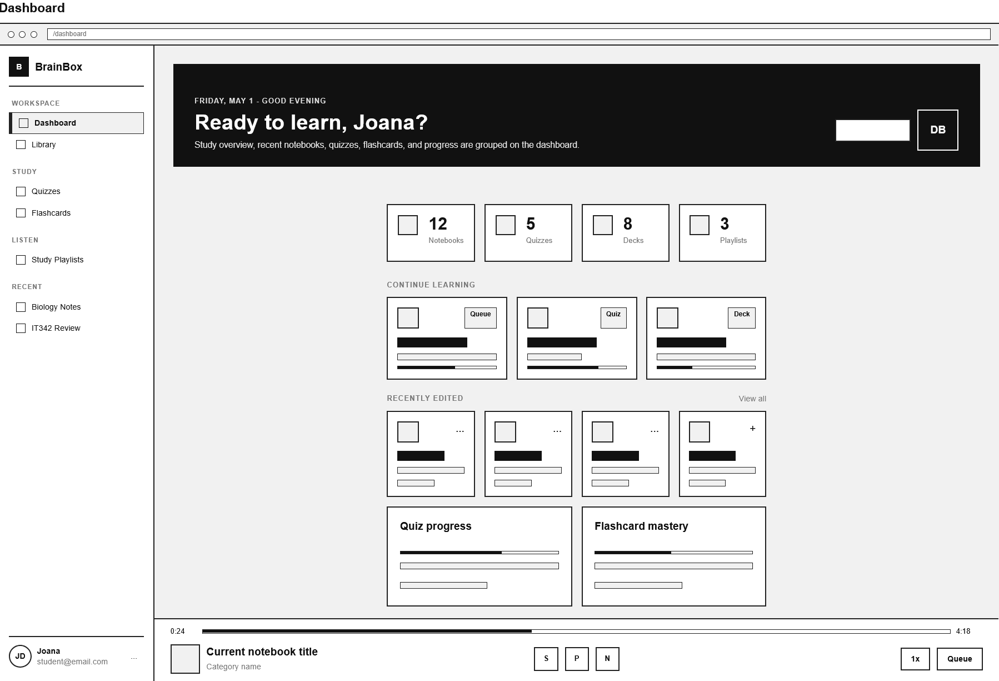 Dashboard
/dashboard
B
BrainBox
WORKSPACE
Dashboard
Library
STUDY
Quizzes
Flashcards
LISTEN
Study Playlists
RECENT
Biology Notes
IT342 Review
JD
Joana
student@email.com
...
FRIDAY, MAY 1 - GOOD EVENING
Ready to learn, Joana?
Study overview, recent notebooks, quizzes, flashcards, and progress are grouped on the dashboard.
DB
12
Notebooks
5
Quizzes
8
Decks
3
Playlists
CONTINUE LEARNING
Queue
Quiz
Deck
RECENTLY EDITED
View all
...
...
...
+
Quiz progress
Flashcard mastery
0:24
4:18
Current notebook title
Category name
S
P
N
1x
Queue